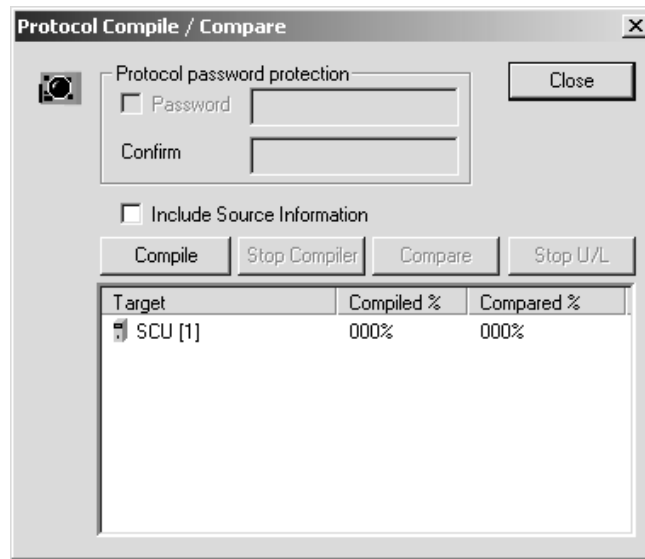 Protocol Compile / Compare
Protocol password protection
Close
Password
Confirm
Include Source Information
Compile Stop Compiler Compare Stop U/L
Target Compiled % Compared %
SCU [1] 000% 000%